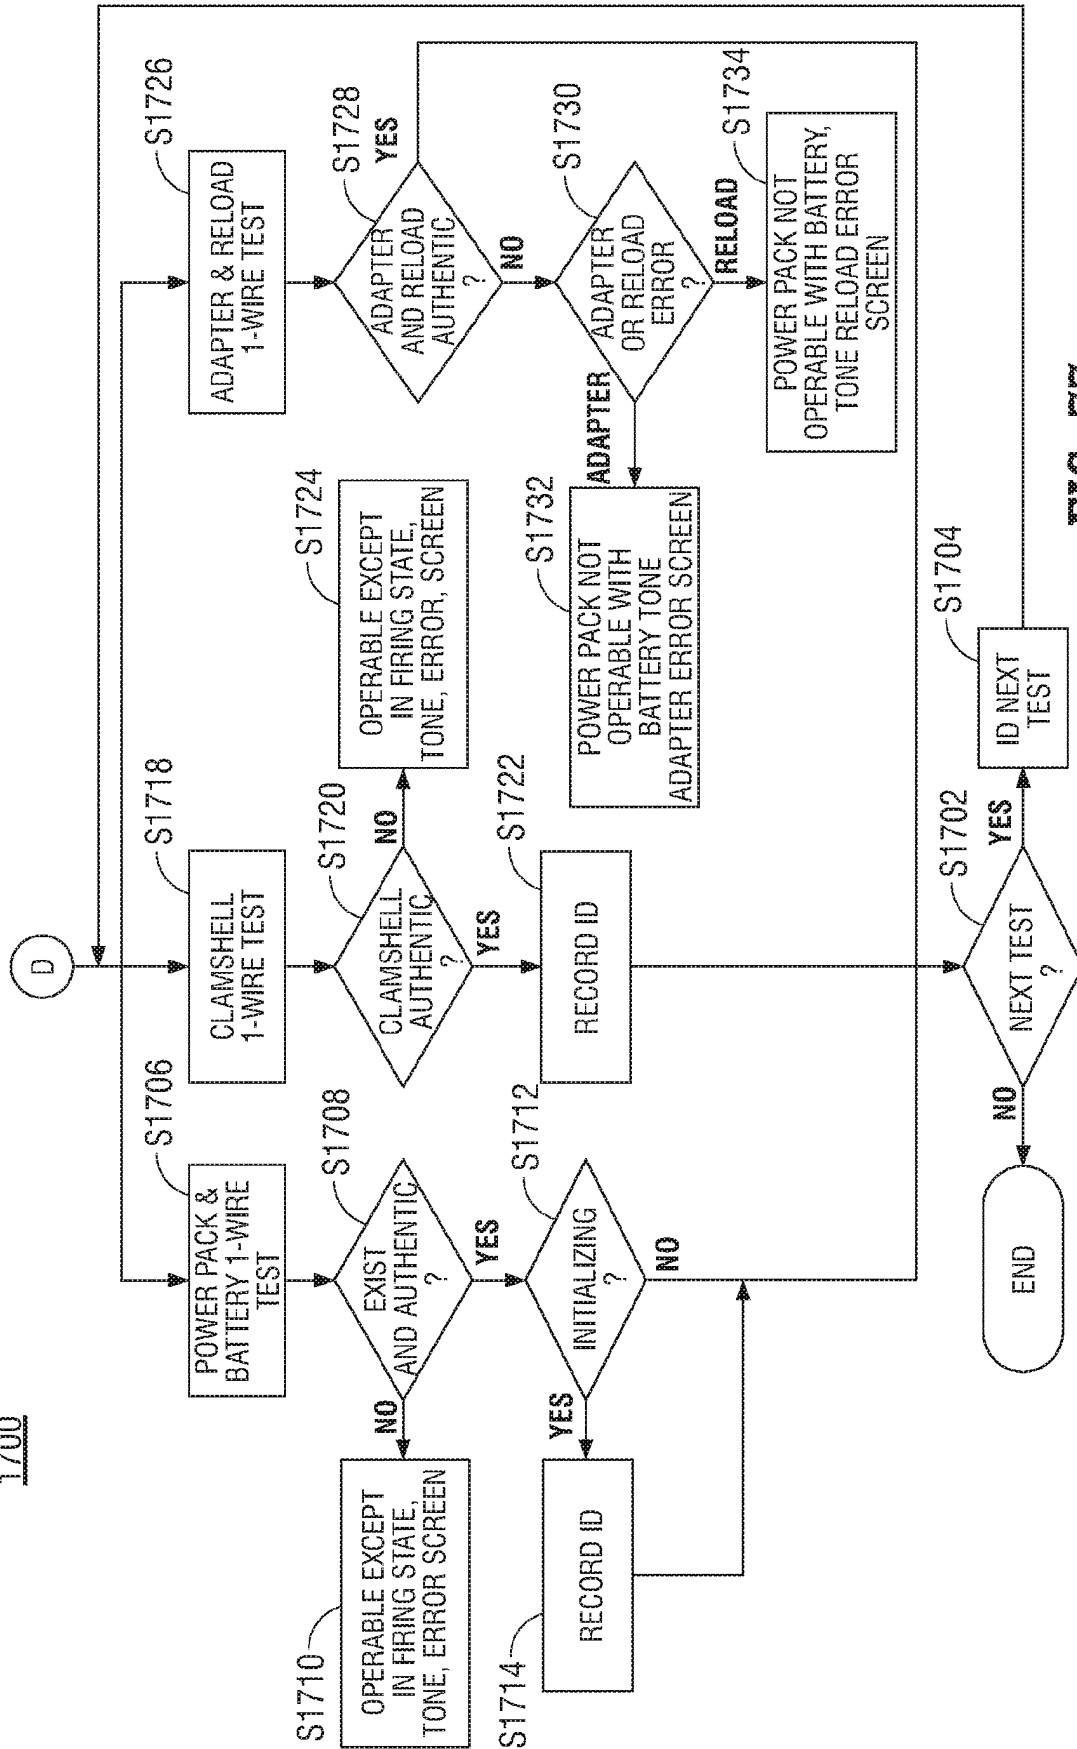 1700
D
S1706
POWER PACK &
BATTERY 1-WIRE
TEST
S1718
CLAMSHELL
1-WIRE TEST
S1726
ADAPTER & RELOAD
1-WIRE TEST
S1708
EXIST
AND AUTHENTIC
?
NO
YES
S1720
CLAMSHELL
AUTHENTIC
?
NO
YES
S1728
ADAPTER
AND RELOAD
AUTHENTIC
?
YES
NO
S1710
OPERABLE EXCEPT
IN FIRING STATE,
TONE, ERROR SCREEN
S1724
OPERABLE EXCEPT
IN FIRING STATE,
TONE, ERROR, SCREEN
S1712
INITIALIZING
?
YES
NO
S1722
RECORD ID
S1730
ADAPTER
OR RELOAD
ERROR
?
ADAPTER
RELOAD
S1714
RECORD ID
S1732
POWER PACK NOT
OPERABLE WITH
BATTERY TONE
ADAPTER ERROR SCREEN
S1734
POWER PACK NOT
OPERABLE WITH BATTERY,
TONE RELOAD ERROR
SCREEN
S1702
NEXT TEST
?
NO
YES
S1704
ID NEXT
TEST
END